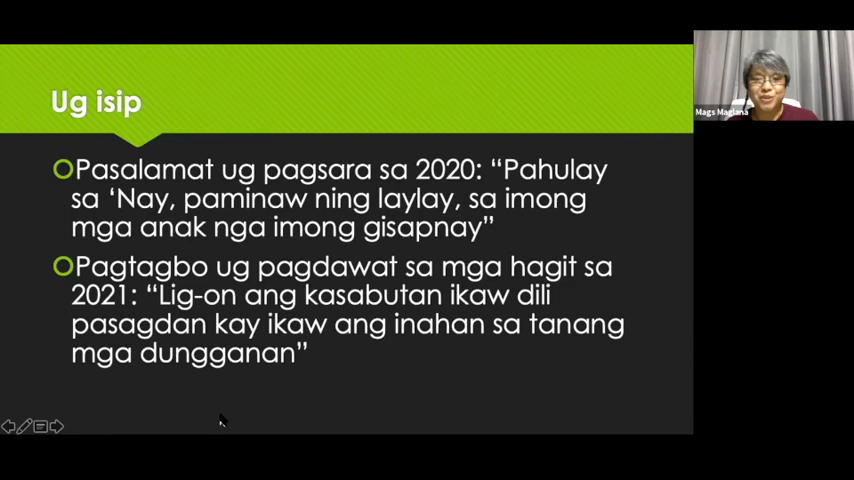 Ug isip
Pasalamat ug pagsara sa 2020: “Pahulay
sa ‘Nay, paminaw ning laylay, sa imong
mga anak nga imong gisapnay”
Pagtagbo ug pagdawat sa mga hagit sa
2021: “Lig-on ang kasabutan ikaw dili
pasagdan kay ikaw ang inahan sa tanang
mga dungganan”
Mags Maglana